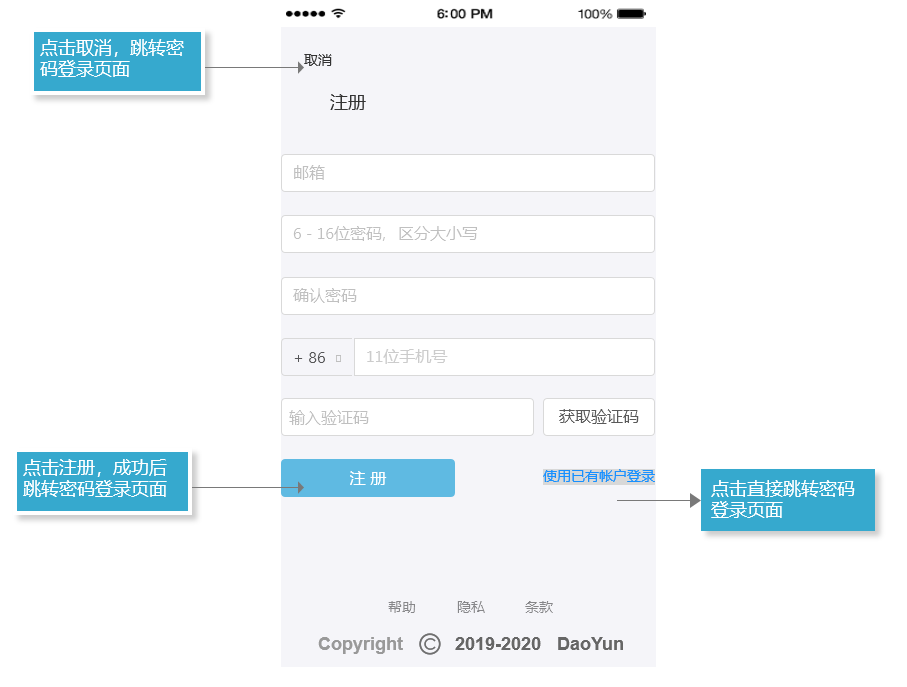 6:00 PM
100%
点击取消，跳转密
码登录页面
取消
注册
邮箱
6 - 16位密码，区分大小写
确认密码
+ 86
11位手机号
输入验证码
获取验证码
点击注册，成功后
跳转密码登录页面
注 册
使用已有帐户登录
点击直接跳转密码
登录页面
帮助 隐私 条款
Copyright © 2019-2020 DaoYun